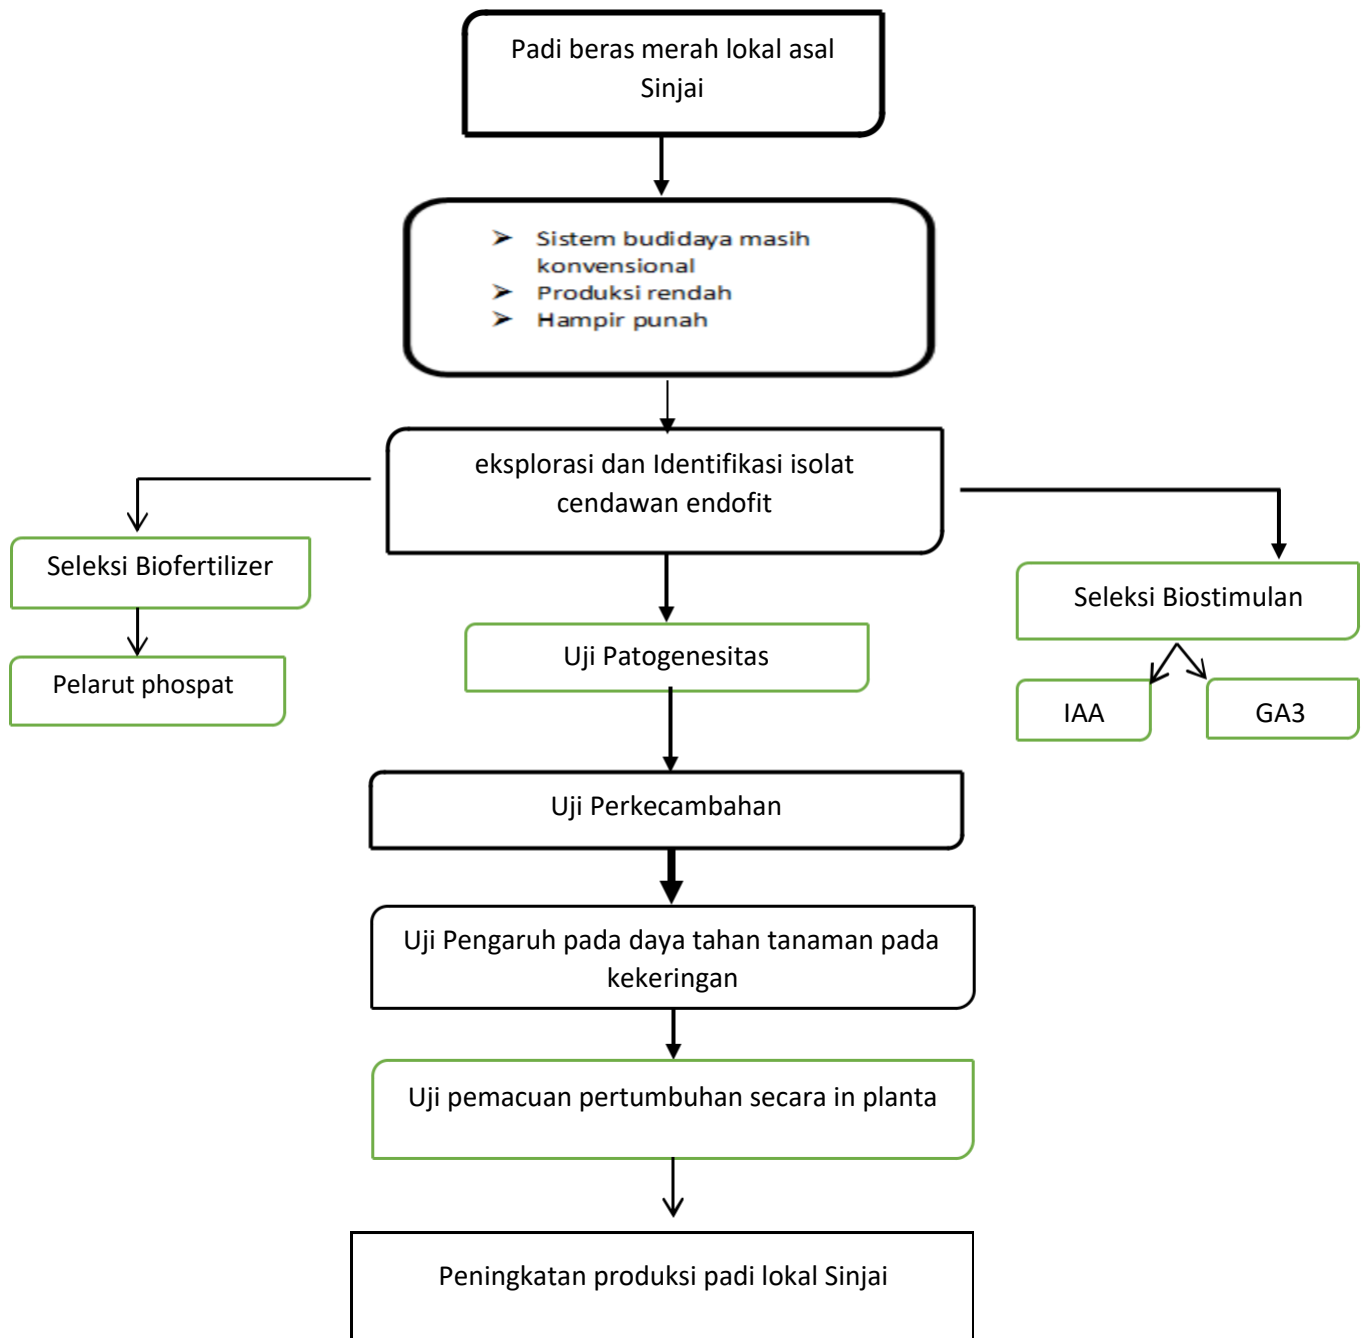 Padi beras merah lokal asal
Sinjai
➢ Sistem budidaya masih
konvensional
➢ Produksi rendah
➢ Hampir punah
eksplorasi dan Identifikasi isolat
cendawan endofit
Seleksi Biofertilizer
Pelarut phospat
Uji Patogenesitas
Seleksi Biostimulan
IAA
GA3
Uji Perkecambahan
Uji Pengaruh pada daya tahan tanaman pada
kekeringan
Uji pemacuan pertumbuhan secara in planta
Peningkatan produksi padi lokal Sinjai